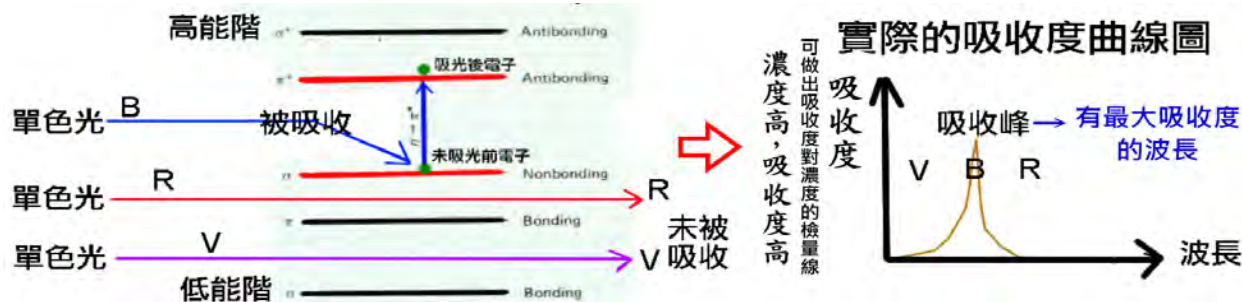 高能階
σ* Antibonding
吸光後電子
π* Antibonding
單色光 B
被吸收
未吸光前電子
n Nonbonding
單色光 R R
π Bonding
單色光 V V
未被
吸收
低能階
σ Bonding
實際的吸收度曲線圖
可做出吸收度對濃度的檢量線
濃度高,吸收度高
吸收度
吸收峰
有最大吸收度
的波長
V B R
波長